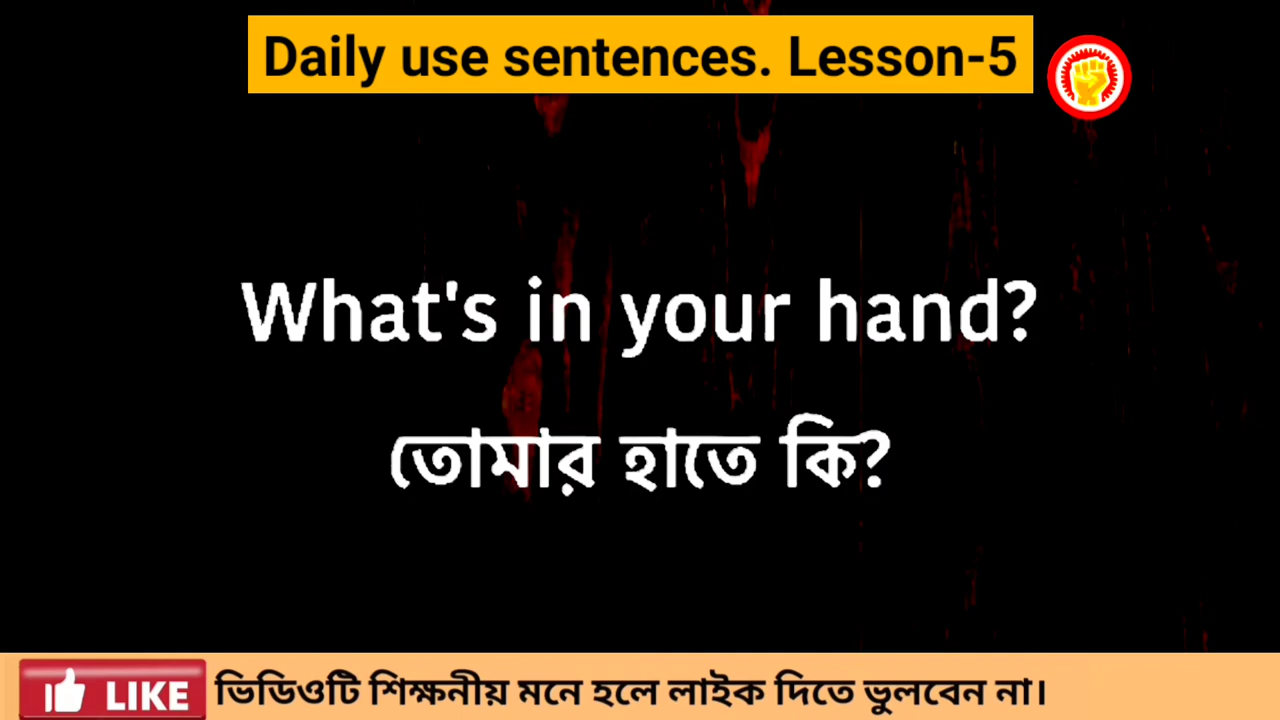 Daily use sentences. Lesson-5
What's in your hand?
তোমার হাতে কি?
LIKE ভিডিওটি শিক্ষনীয় মনে হলে লাইক দিতে ভুলবেন না।